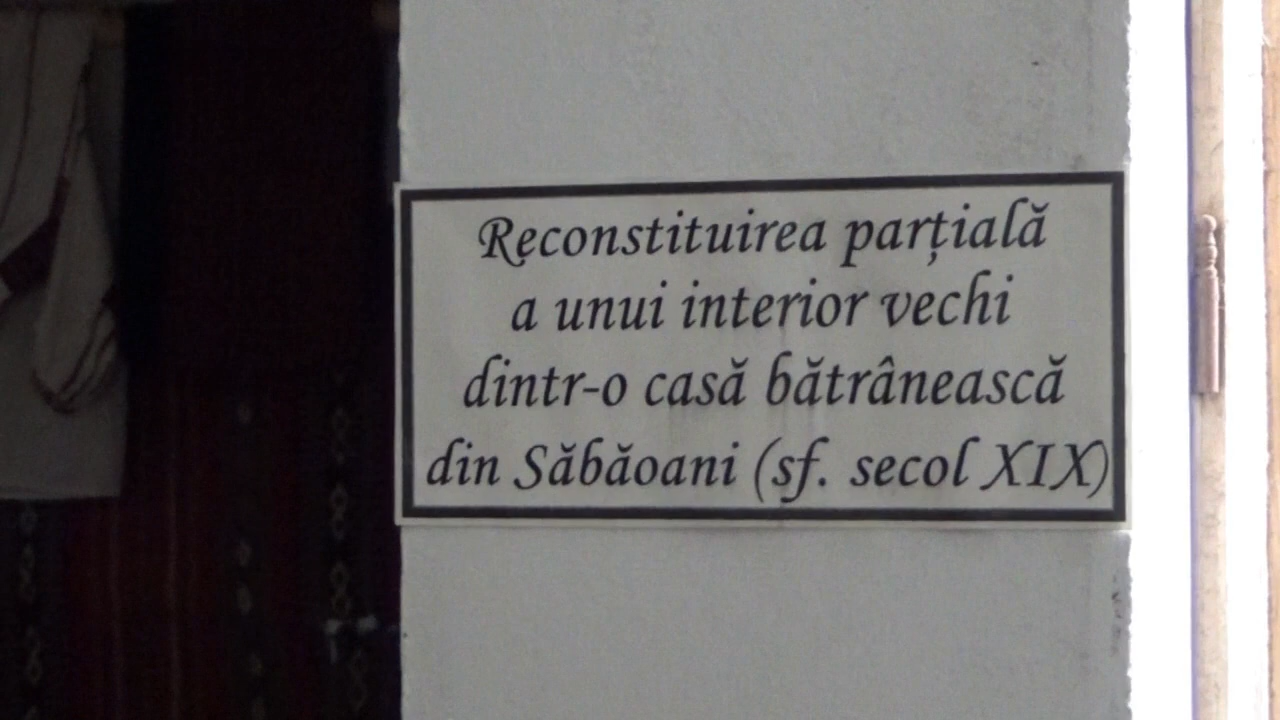 Reconstituirea parțială
a unui interior vechi
dintr-o casă bătrânească
din Săbăoani (sf. secol XIX)